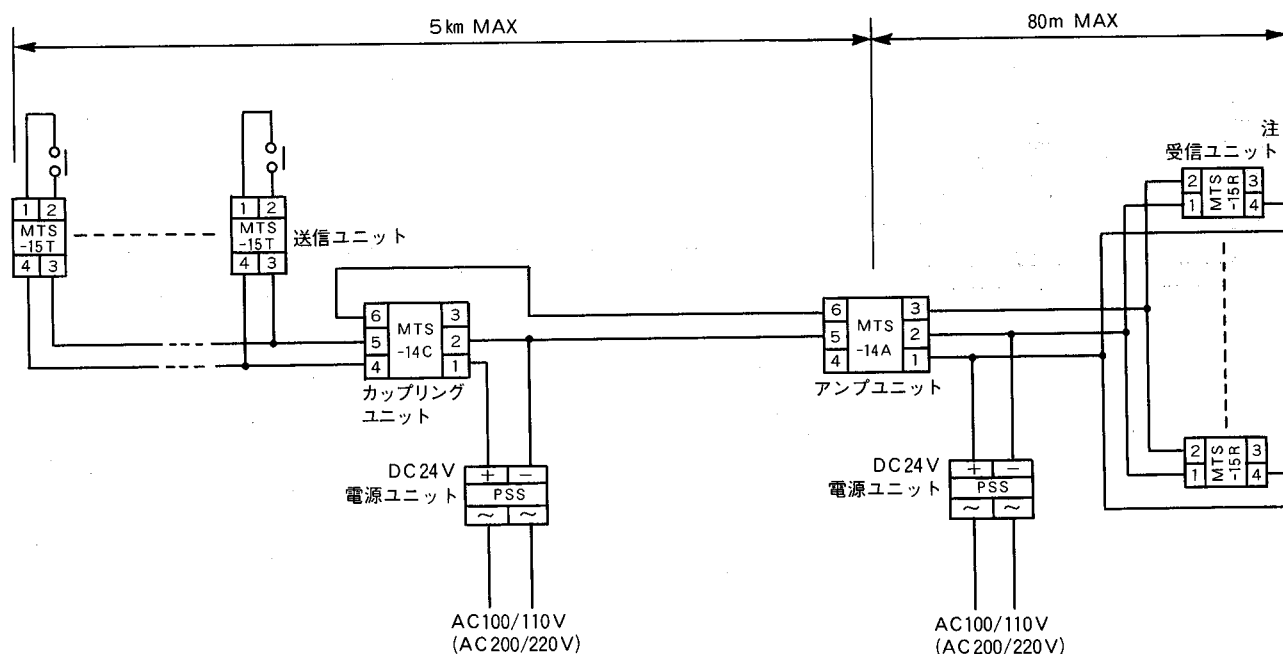 5km MAX
80m MAX
注
受信ユニット
2 MTS-15R 3
1 4
1 2
MTS
-15T
4 3
1 2
MTS
-15T
4 3
送信ユニット
6 MTS 3
5 -14C 2
4 1
カップリング
ユニット
6 MTS 3
5 -14A 2
4 1
アンプユニット
2 MTS-15R 3
1 4
DC24V
電源ユニット
+ −
PSS
~ ~
AC100/110V
(AC200/220V)
DC24V
電源ユニット
+ −
PSS
~ ~
AC100/110V
(AC200/220V)